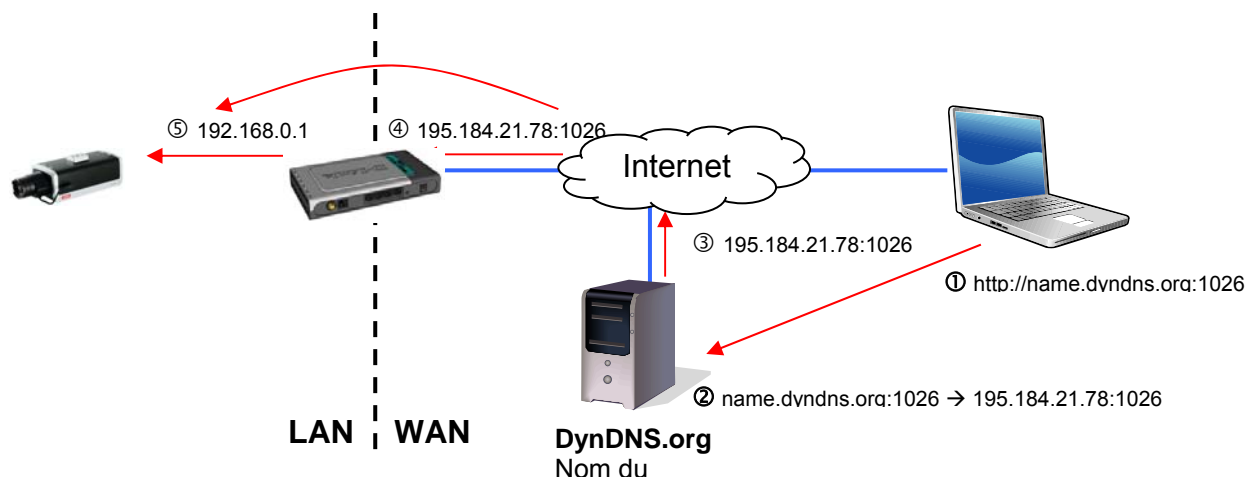 ⑤ 192.168.0.1
④ 195.184.21.78:1026
Internet
③ 195.184.21.78:1026
① http://name.dyndns.org:1026
② name.dyndns.org:1026 → 195.184.21.78:1026
LAN WAN
DynDNS.org
Nom du